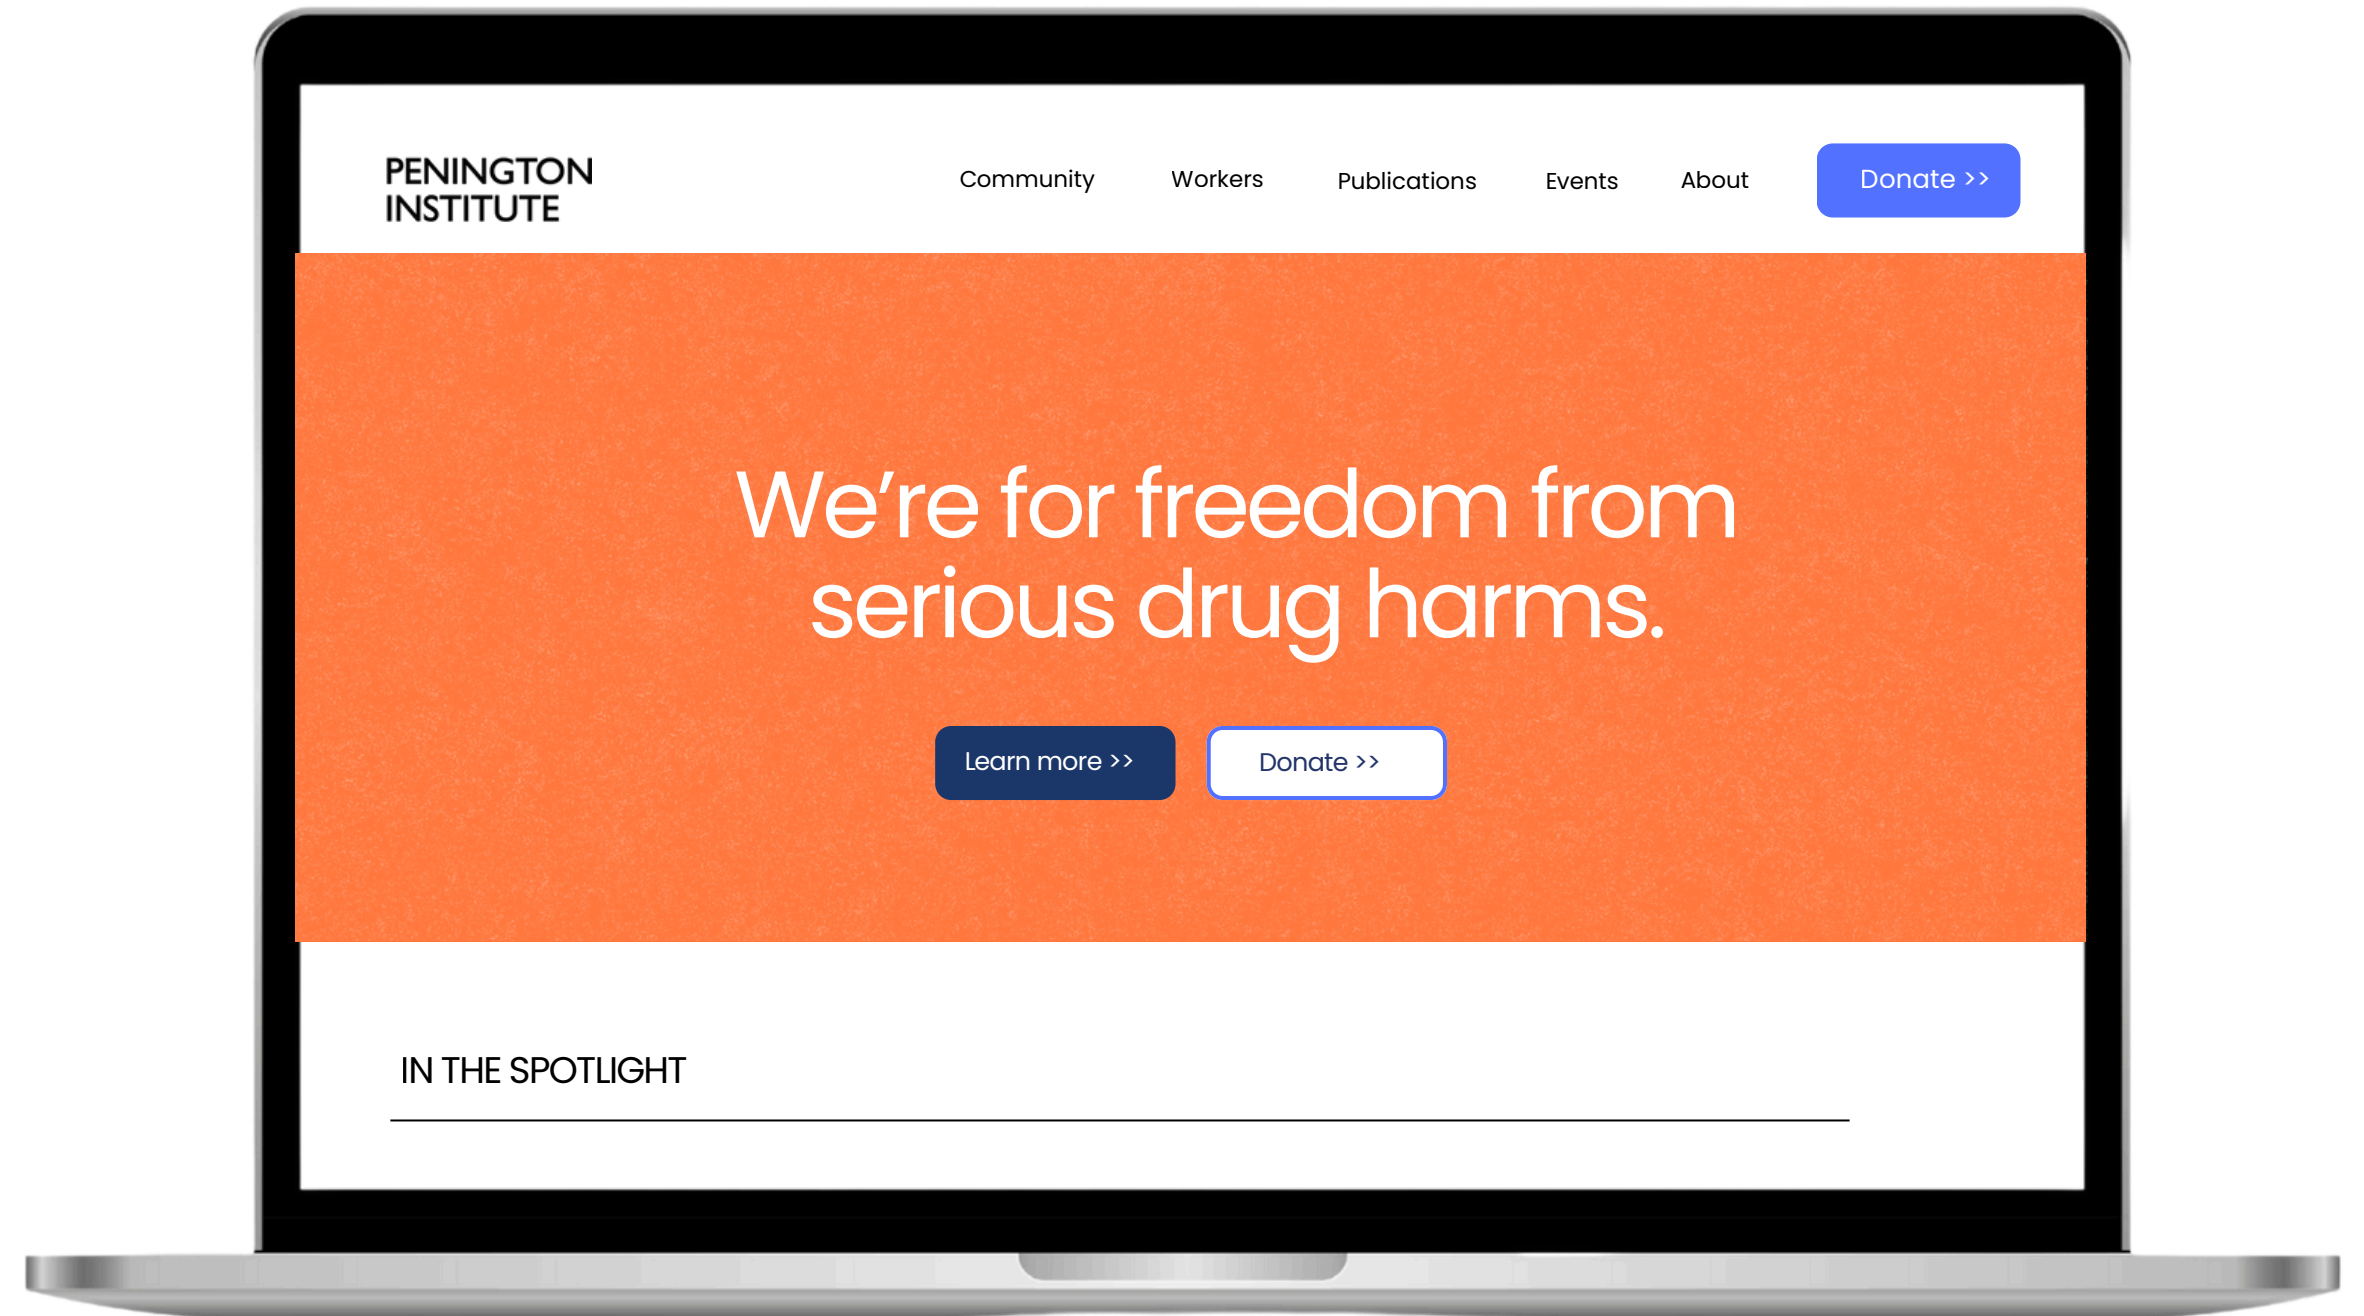 PENINGTON
INSTITUTE
Community
Workers
Publications
Events
About
Donate >>
We’re for freedom from
serious drug harms.
Learn more >>
Donate >>
IN THE SPOTLIGHT